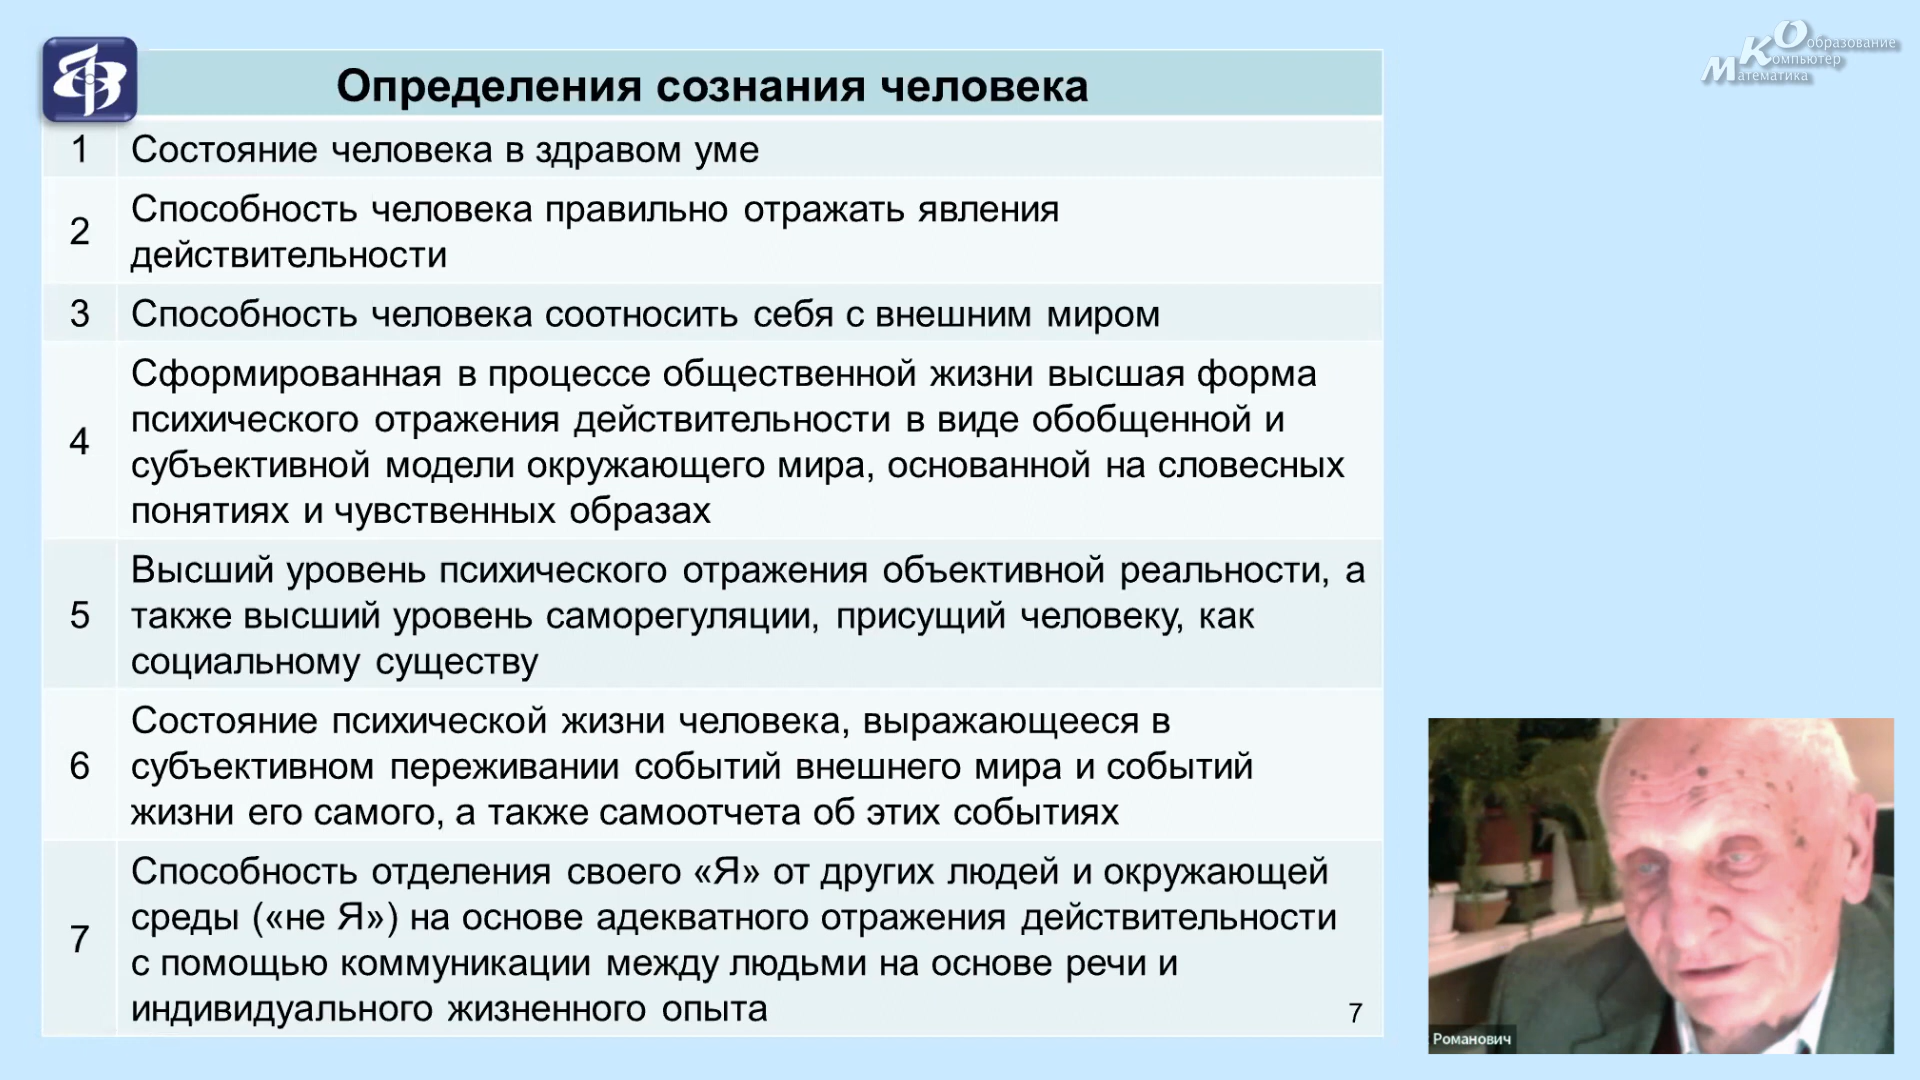 Определения сознания человека
1 Состояние человека в здравом уме
2 Способность человека правильно отражать явления
действительности
3 Способность человека соотносить себя с внешним миром
4 Сформированная в процессе общественной жизни высшая форма
психического отражения действительности в виде обобщенной и
субъективной модели окружающего мира, основанной на словесных
понятиях и чувственных образах
5 Высший уровень психического отражения объективной реальности, а
также высший уровень саморегуляции, присущий человеку, как
социальному существу
6 Состояние психической жизни человека, выражающееся в
субъективном переживании событий внешнего мира и событий
жизни его самого, а также самоотчета об этих событиях
7 Способность отделения своего «Я» от других людей и окружающей
среды («не Я») на основе адекватного отражения действительности
с помощью коммуникации между людьми на основе речи и
индивидуального жизненного опыта
7
Образование
Компьютер
Математика
Романович